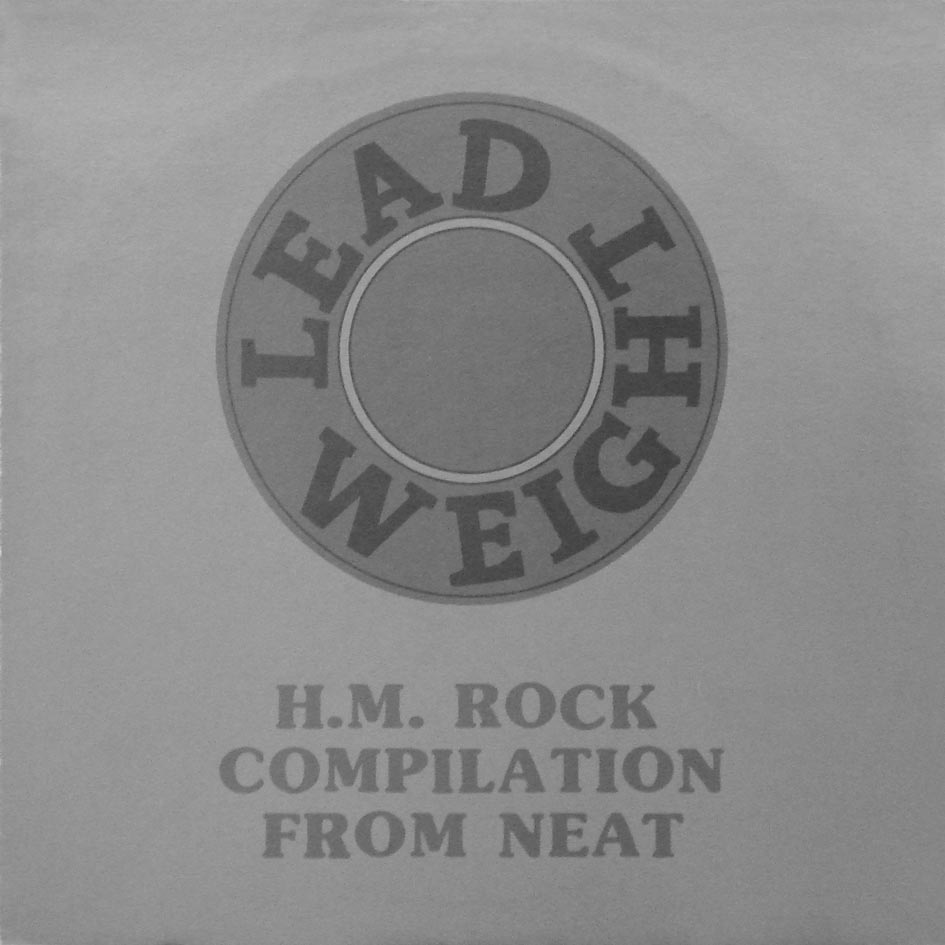 LEAD
WEIGHT
H.M. ROCK
COMPILATION
FROM NEAT